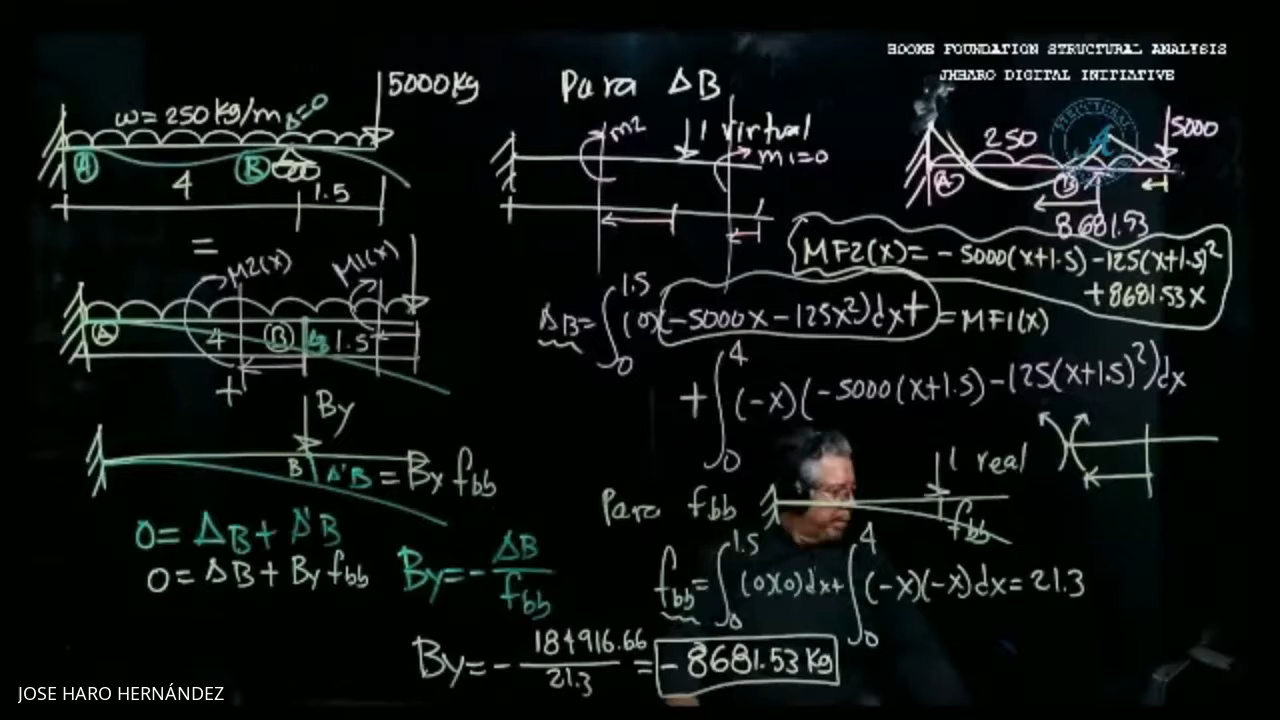 HOOKE FOUNDATION STRUCTURAL ANALYSIS
JHHARO DIGITAL INITIATIVE
5000Kg
ω=250Kg/m
Δ=0
A
B
4
1.5
=
M2(x)
M1(x)
A
4
B
ΔB
1.5
+
By
B
Δ'B = By fbb
0= ΔB + Δ'B
0= ΔB + By fbb
By=- ΔB/fbb
Para ΔB
m2
1 virtual
m1=0
250
5000
A
B
8681.53
MF2(x)= -5000(x+1.5) -125(x+1.5)²
+8681.53x
ΔB= ∫₀^1.5 (0)(-5000x -125x²)dx + =MF1(x)
+ ∫₀^4 (-x)(-5000(x+1.5)-125(x+1.5)²)dx
1 real
Para fbb
fbb
fbb= ∫₀^1.5 (0)(0)dx+ ∫₀^4 (-x)(-x)dx= 21.3
By= - 184916.66/21.3 = -8681.53 Kg
JOSE HARO HERNÁNDEZ